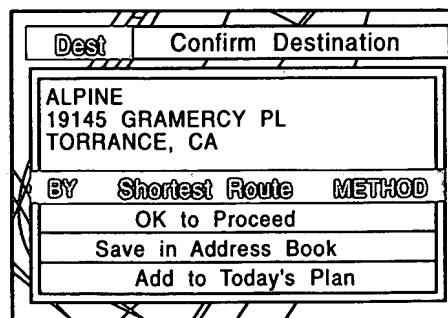 Dest Confirm Destination
ALPINE
19145 GRAMERCY PL
TORRANCE, CA
BY Shortest Route METHOD
OK to Proceed
Save in Address Book
Add to Today's Plan